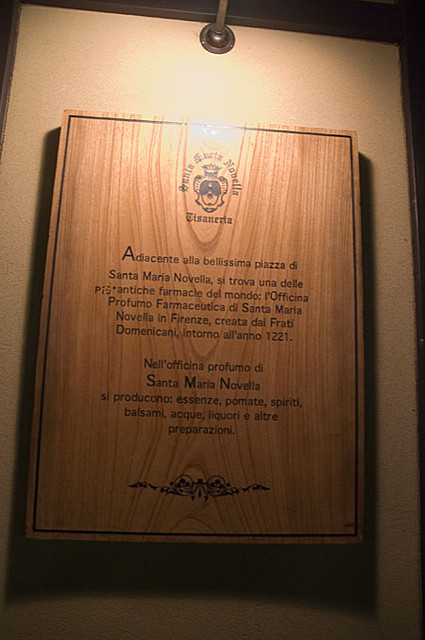 Santa Maria Novella
Tisaneria
Adiacente alla bellissima piazza di
Santa Maria Novella, si trova una delle
più antiche farmacie del mondo: l'Officina
Profumo Farmaceutica di Santa Maria
Novella in Firenze, creata dai Frati
Domenicani, intorno all'anno 1221.
Nell'officina profumo di
Santa Maria Novella
si producono: essenze, pomate, spiriti,
balsami, acque, liquori e altre
preparazioni.